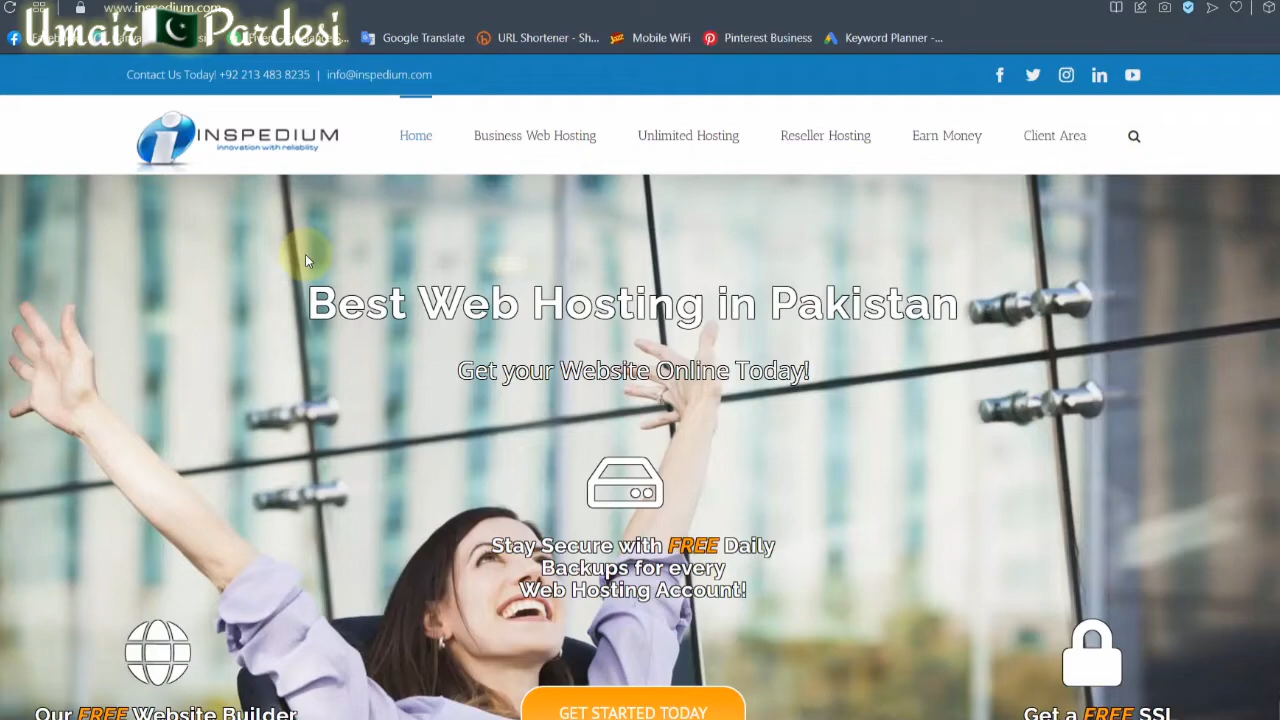 www.inspedium.com
Umair Pardesi
Google Translate
URL Shortener - Sh...
Mobile WiFi
Pinterest Business
Keyword Planner -...
Contact Us Today! +92 213 483 8235 | info@inspedium.com
INSPEDIUM
innovation with reliability
Home
Business Web Hosting
Unlimited Hosting
Reseller Hosting
Earn Money
Client Area
Best Web Hosting in Pakistan
Get your Website Online Today!
Stay Secure with FREE Daily
Backups for every
Web Hosting Account!
Our FREE Website Builder
GET STARTED TODAY
Get a FREE SSL